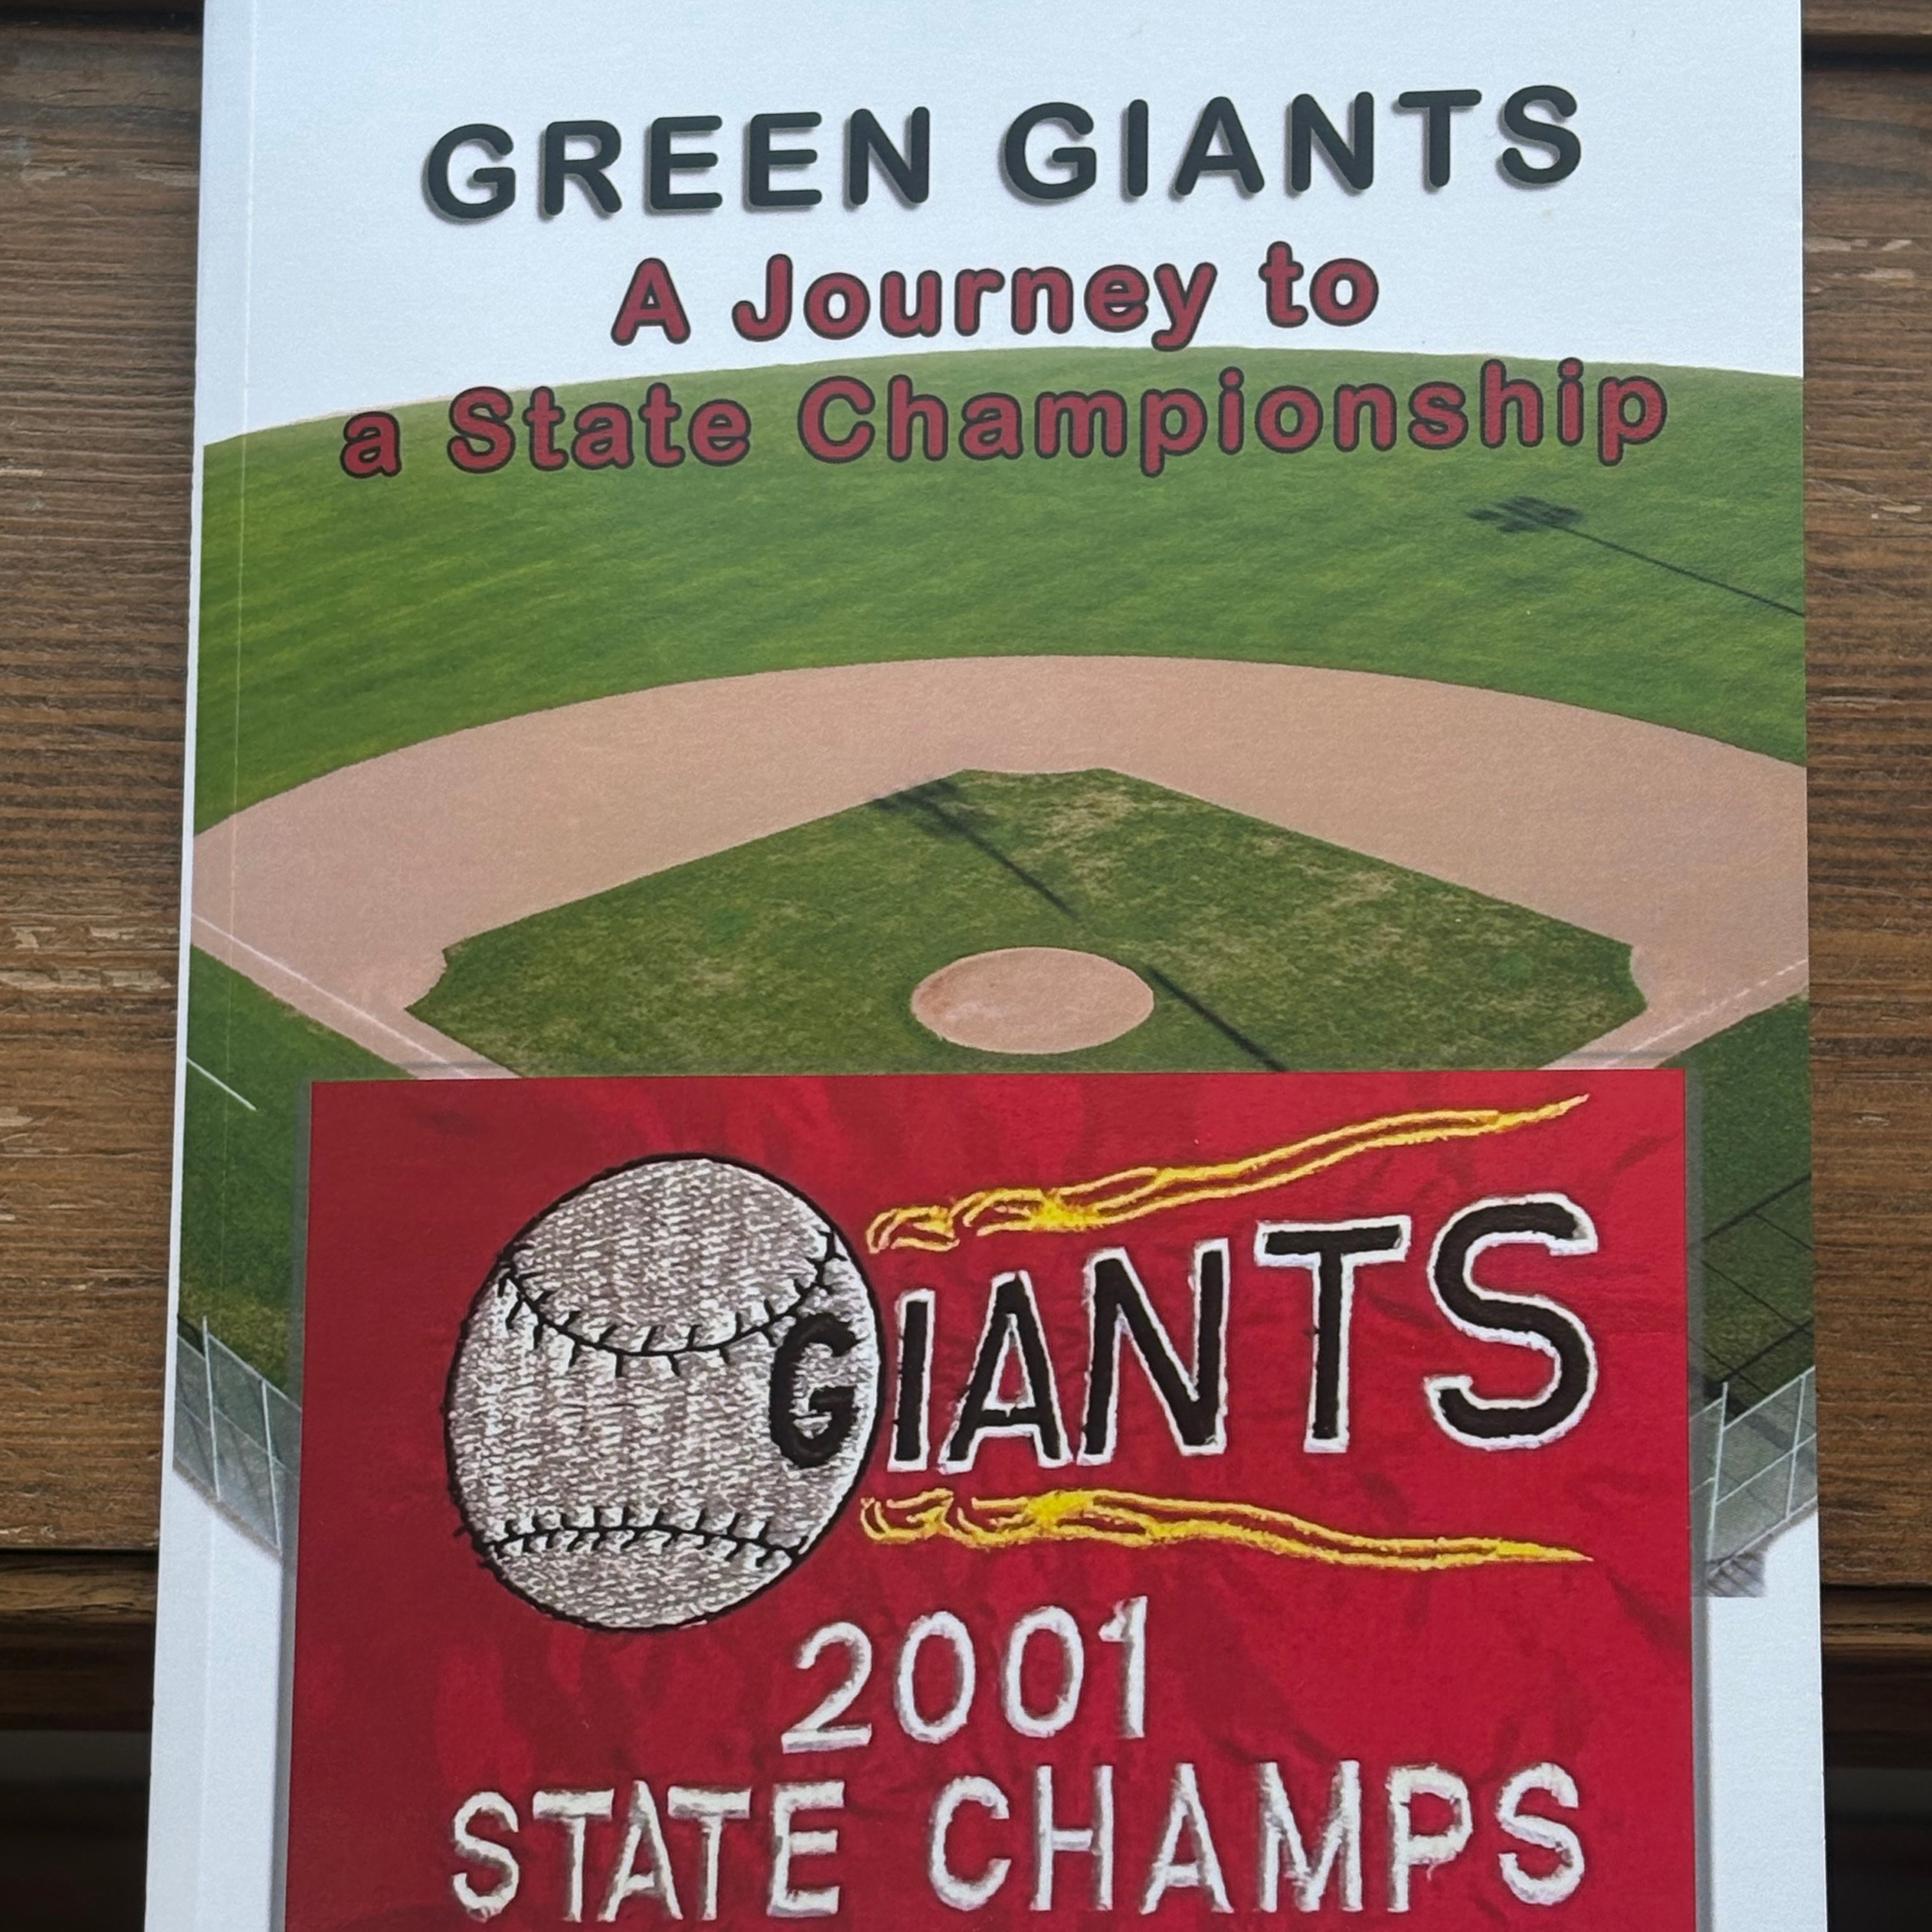 GREEN GIANTS
A Journey to
a State Championship
GIANTS
2001
STATE CHAMPS